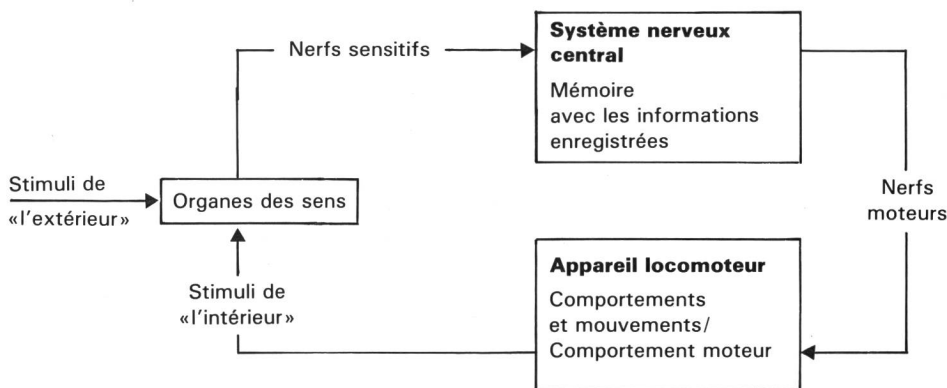 Nerfs sensitifs
Système nerveux
central
Mémoire
avec les informations
enregistrées
Stimuli de
«l'extérieur»
Organes des sens
Nerfs
moteurs
Stimuli de
«l'intérieur»
Appareil locomoteur
Comportements
et mouvements/
Comportement moteur